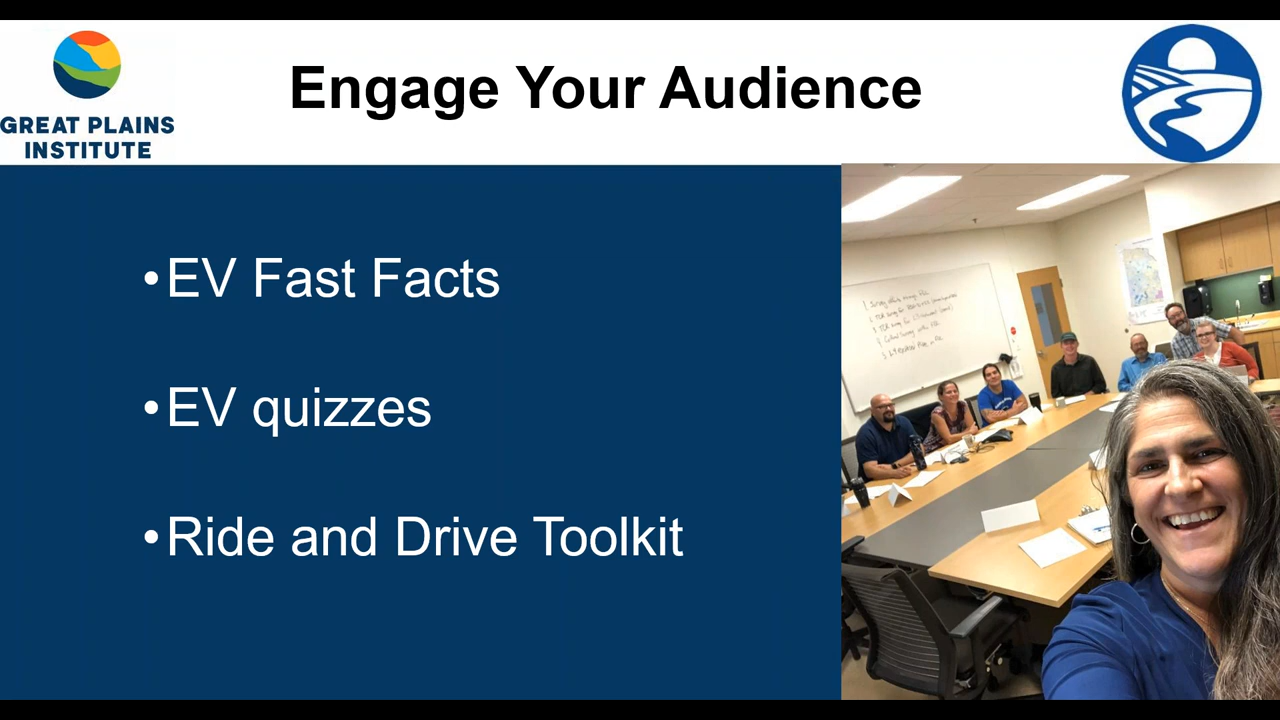 GREAT PLAINS
INSTITUTE
Engage Your Audience
•EV Fast Facts
•EV quizzes
•Ride and Drive Toolkit